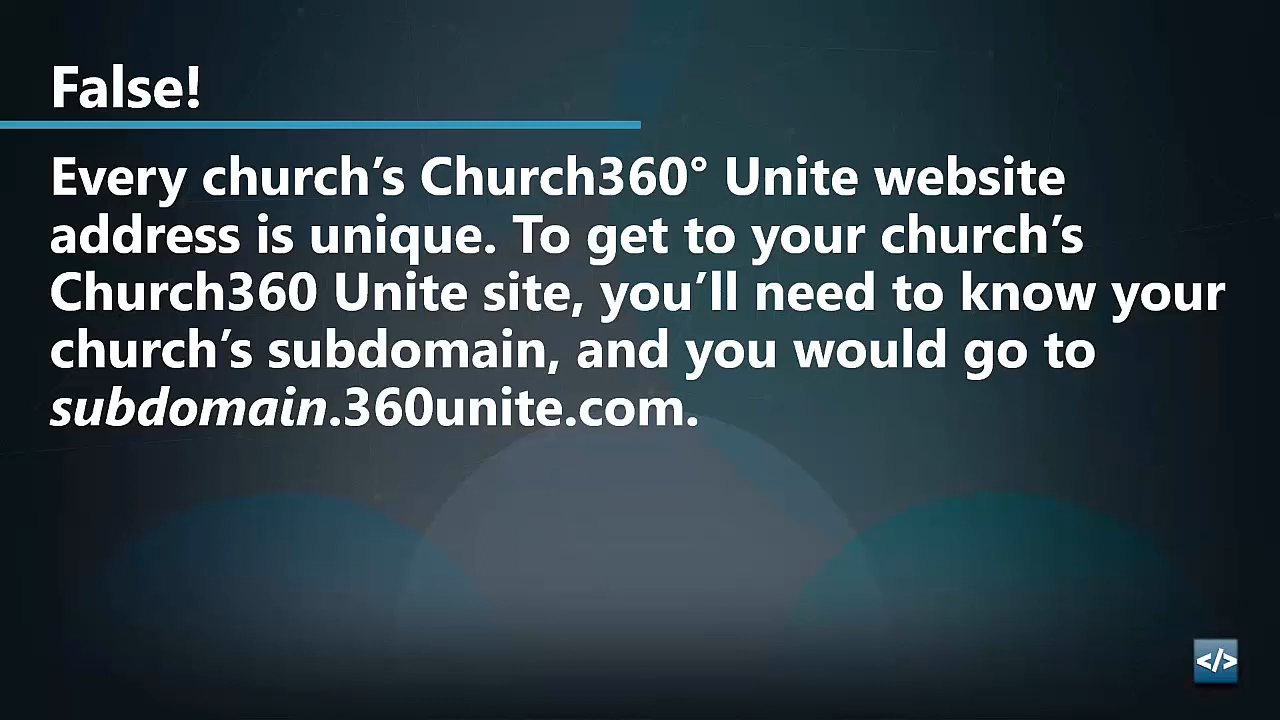 False!
Every church’s Church360° Unite website
address is unique. To get to your church’s
Church360 Unite site, you’ll need to know your
church’s subdomain, and you would go to
subdomain.360unite.com.
</>